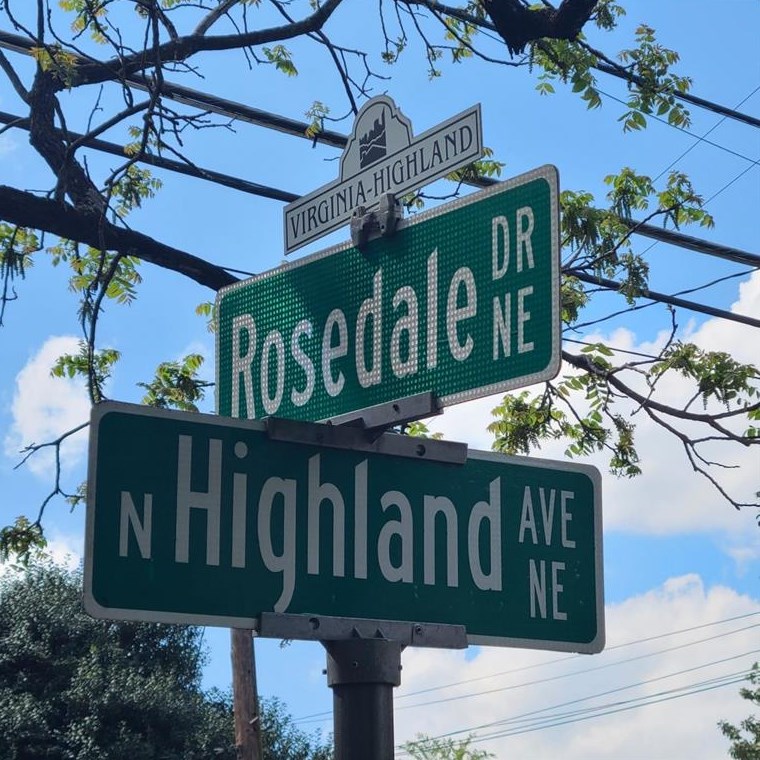 VIRGINIA-HIGHLAND
Rosedale DR NE
N Highland AVE NE